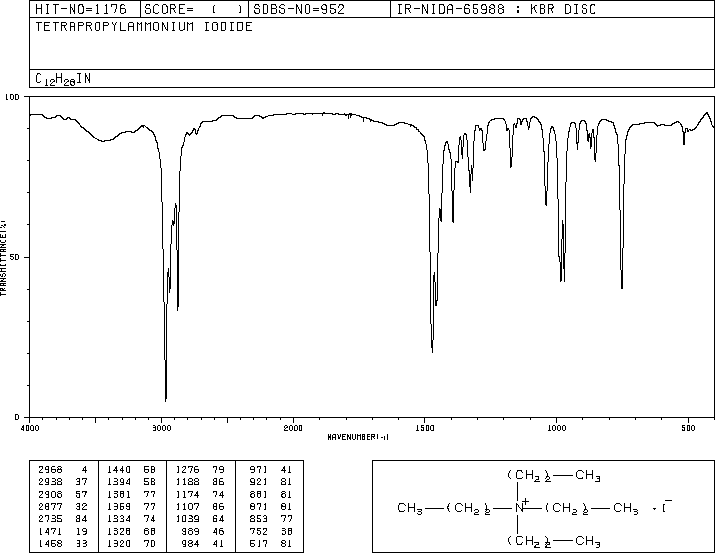 HIT-NO=1176 SCORE= ( ) SDBS-NO=952 IR-NIDA-65988 : KBR DISC
TETRAPROPYLAMMONIUM IODIDE
C12H28IN
100
TRANSMITTANCE(%)
50
0
4000 3000 2000 1500 1000 500
WAVENUMBER(-1)
2968 4 1440 58 1276 79 971 41
2938 37 1394 58 1188 86 921 81
2908 57 1381 77 1174 74 881 81
2877 32 1369 77 1107 86 871 81
2735 84 1334 74 1039 64 853 77
1471 19 1328 68 989 46 752 38
1458 33 1320 70 984 41 517 81
(CH2)2—CH3
CH3—(CH2)2—N+—(CH2)2—CH3 · I−
(CH2)2—CH3